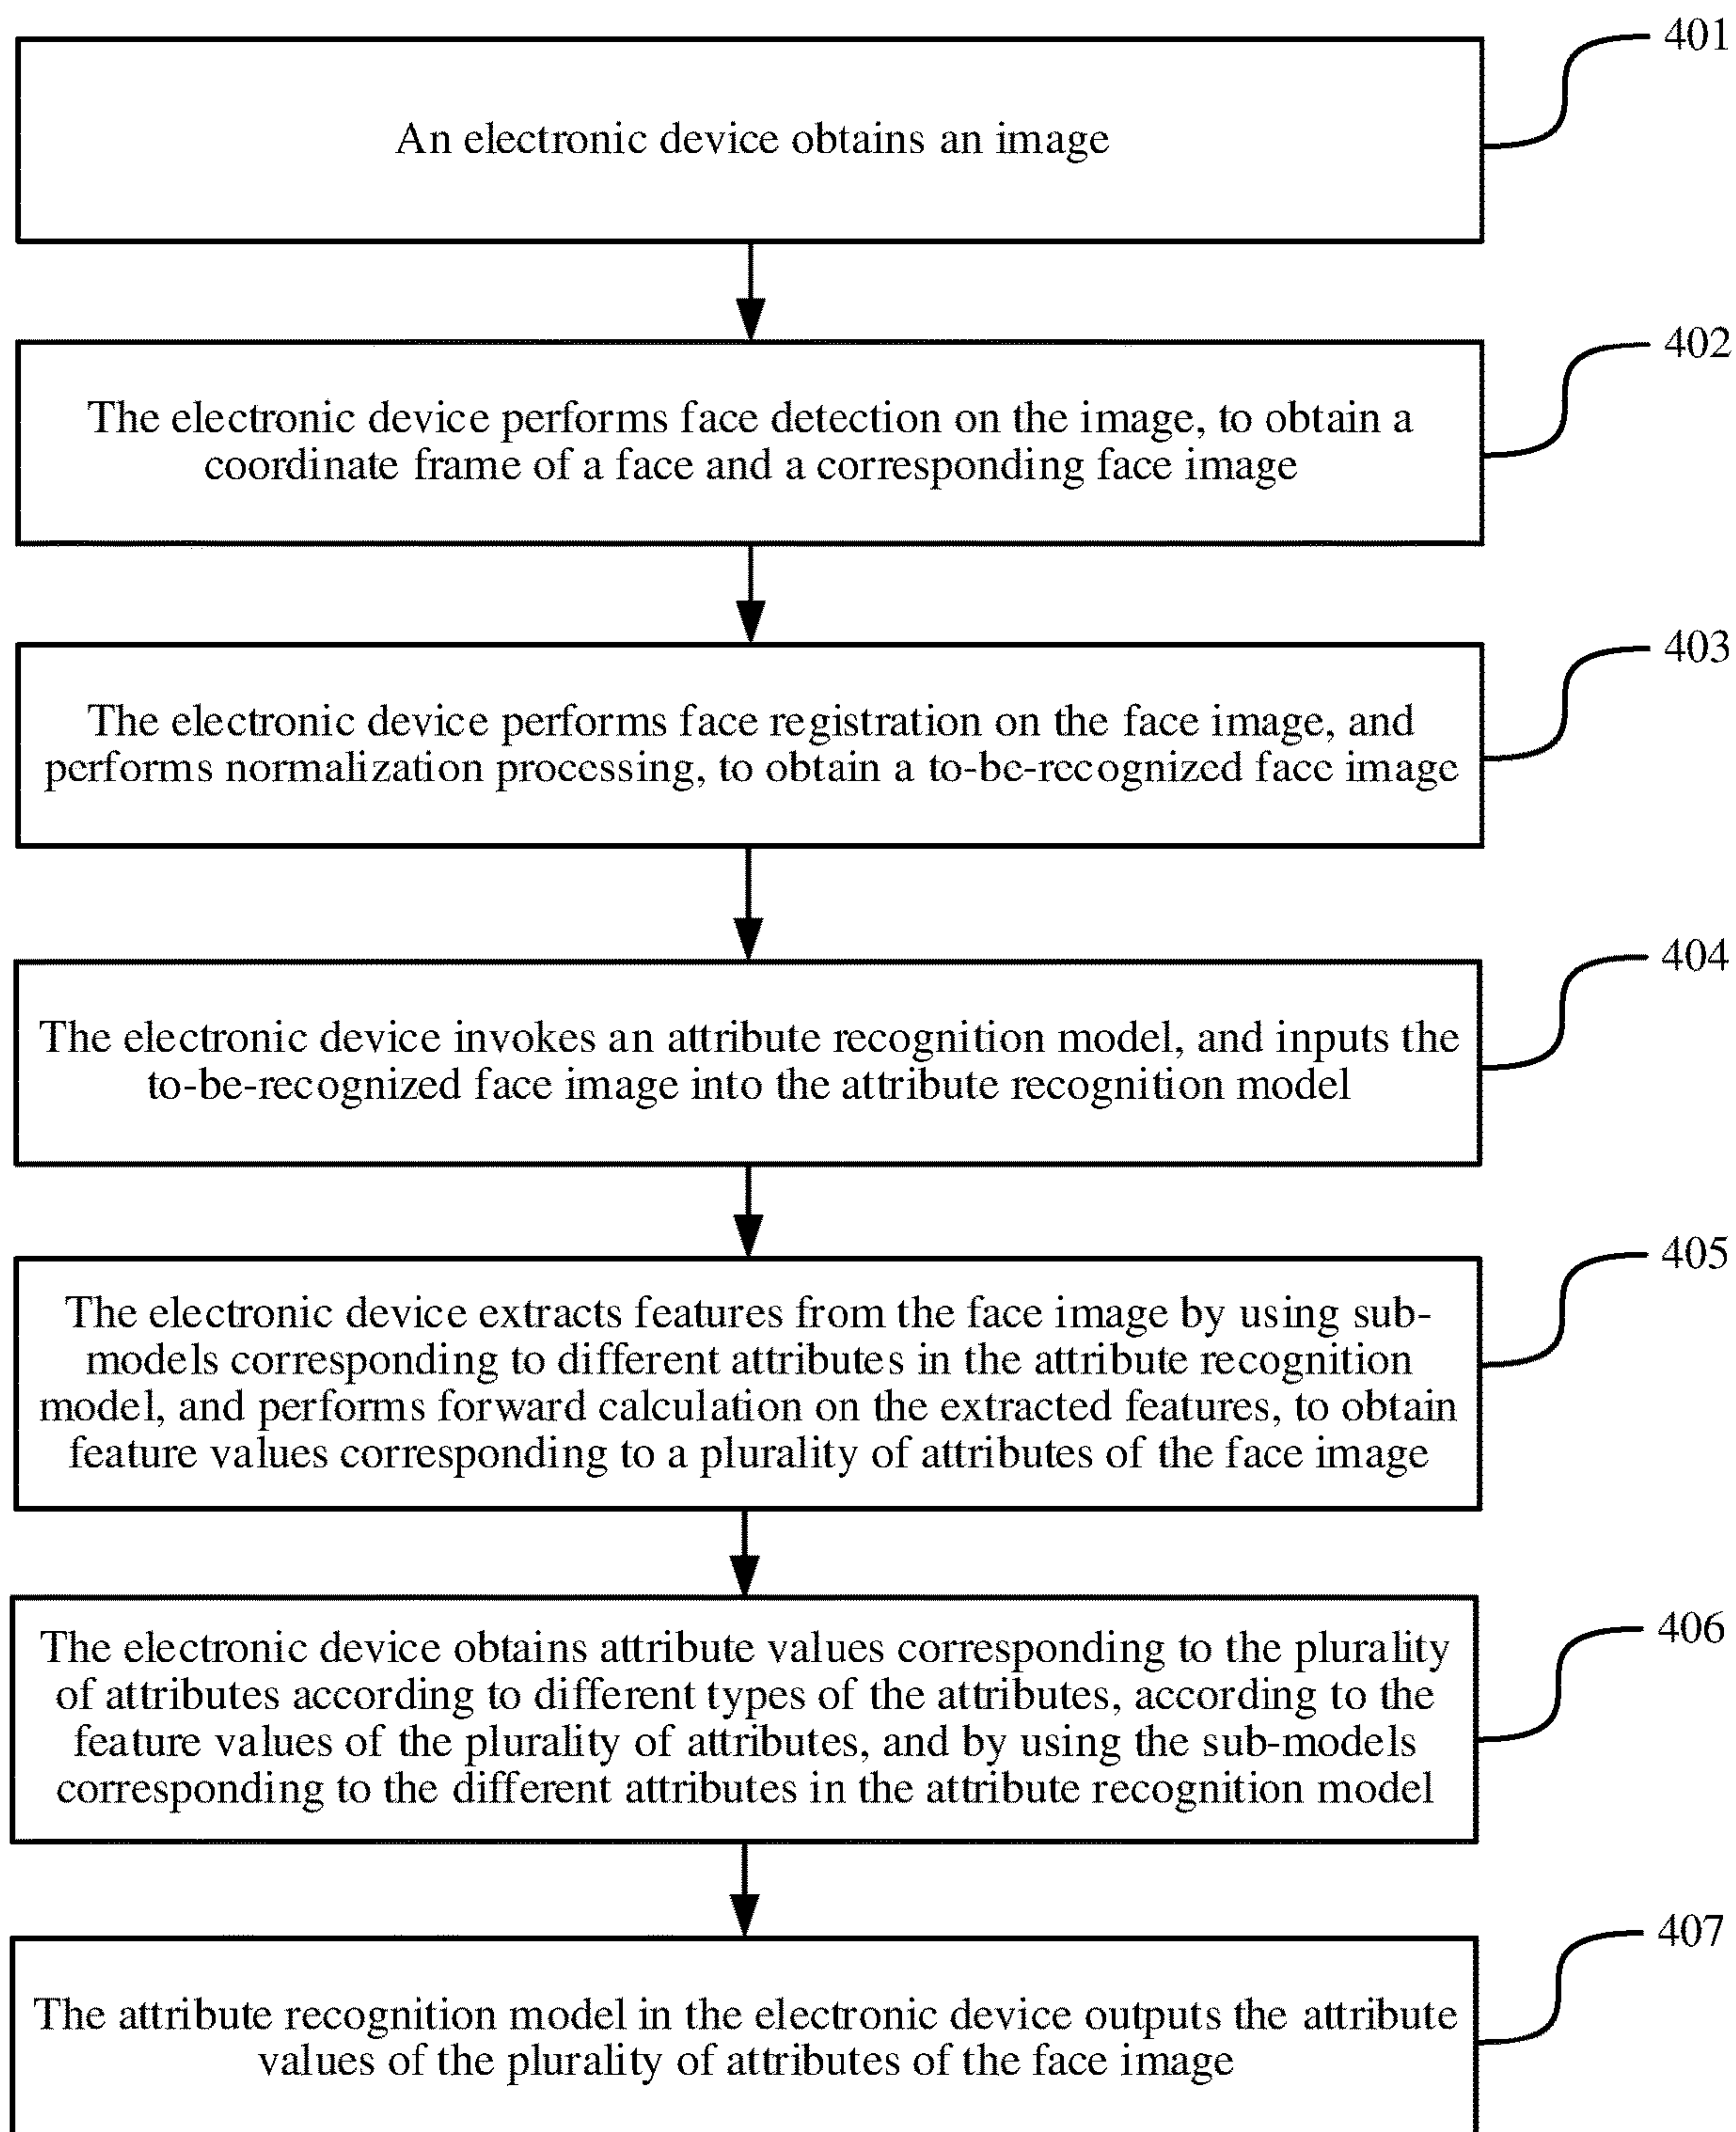 401
An electronic device obtains an image
402
The electronic device performs face detection on the image, to obtain a
coordinate frame of a face and a corresponding face image
403
The electronic device performs face registration on the face image, and
performs normalization processing, to obtain a to-be-recognized face image
404
The electronic device invokes an attribute recognition model, and inputs the
to-be-recognized face image into the attribute recognition model
405
The electronic device extracts features from the face image by using sub-
models corresponding to different attributes in the attribute recognition
model, and performs forward calculation on the extracted features, to obtain
feature values corresponding to a plurality of attributes of the face image
406
The electronic device obtains attribute values corresponding to the plurality
of attributes according to different types of the attributes, according to the
feature values of the plurality of attributes, and by using the sub-models
corresponding to the different attributes in the attribute recognition model
407
The attribute recognition model in the electronic device outputs the attribute
values of the plurality of attributes of the face image